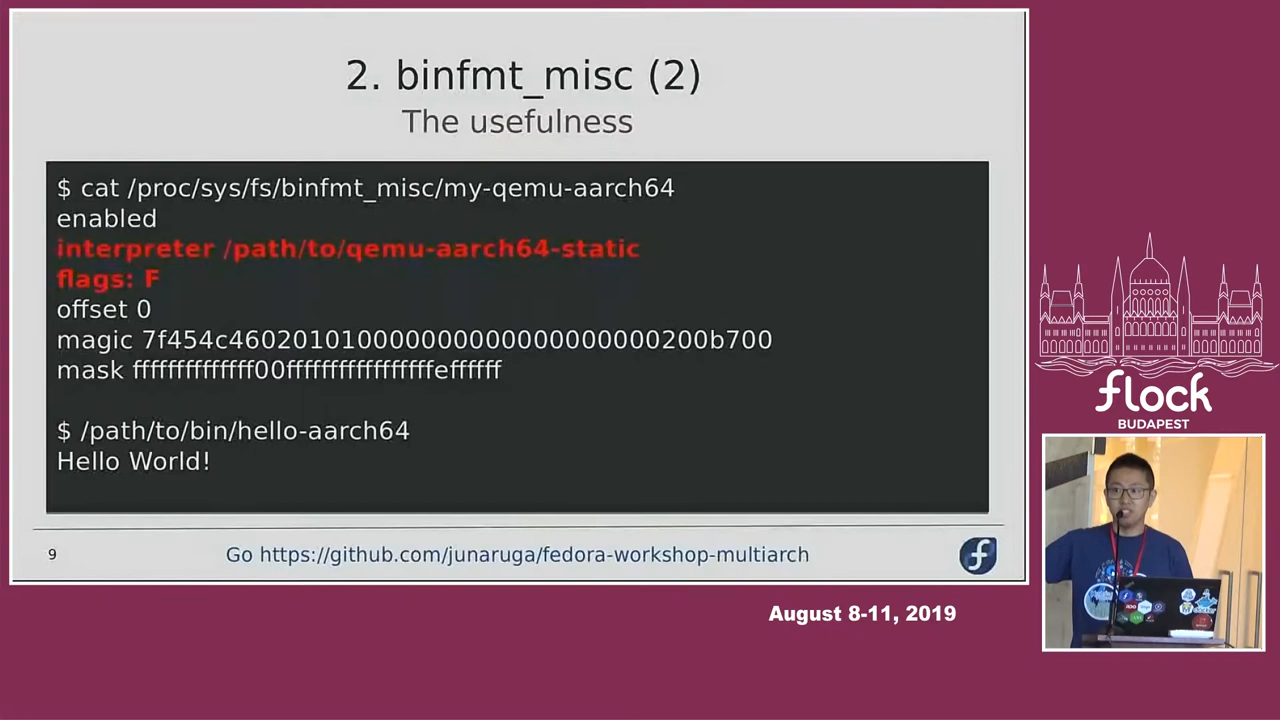 2. binfmt_misc (2)
The usefulness
$ cat /proc/sys/fs/binfmt_misc/my-qemu-aarch64
enabled
interpreter /path/to/qemu-aarch64-static
flags: F
offset 0
magic 7f454c460201010000000000000000000200b700
mask ffffffffffffff00fffffffffffffffffeffffff
$ /path/to/bin/hello-aarch64
Hello World!
9
Go https://github.com/junaruga/fedora-workshop-multiarch
flock
BUDAPEST
August 8-11, 2019